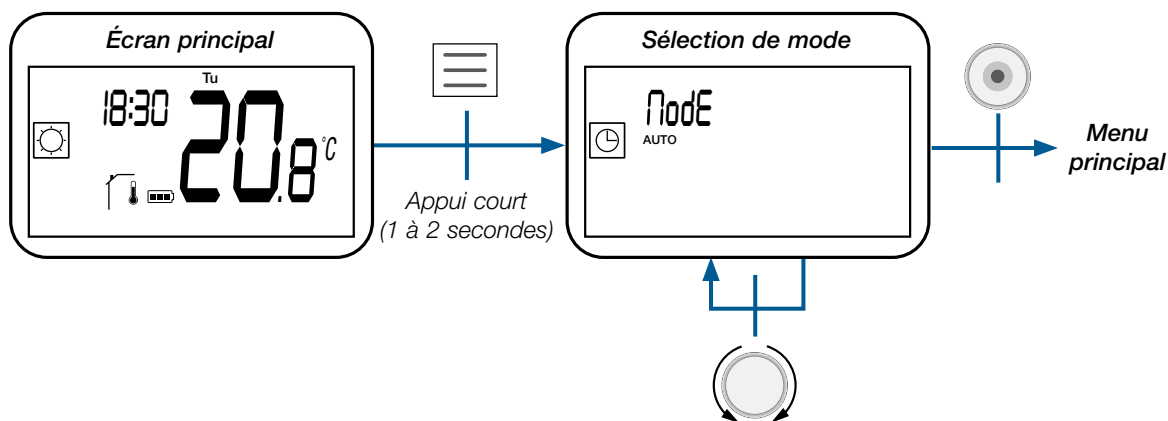 Écran principal
Tu
18:30
20.8°C
Appui court
(1 à 2 secondes)
Sélection de mode
ModE
AUTO
Menu
principal